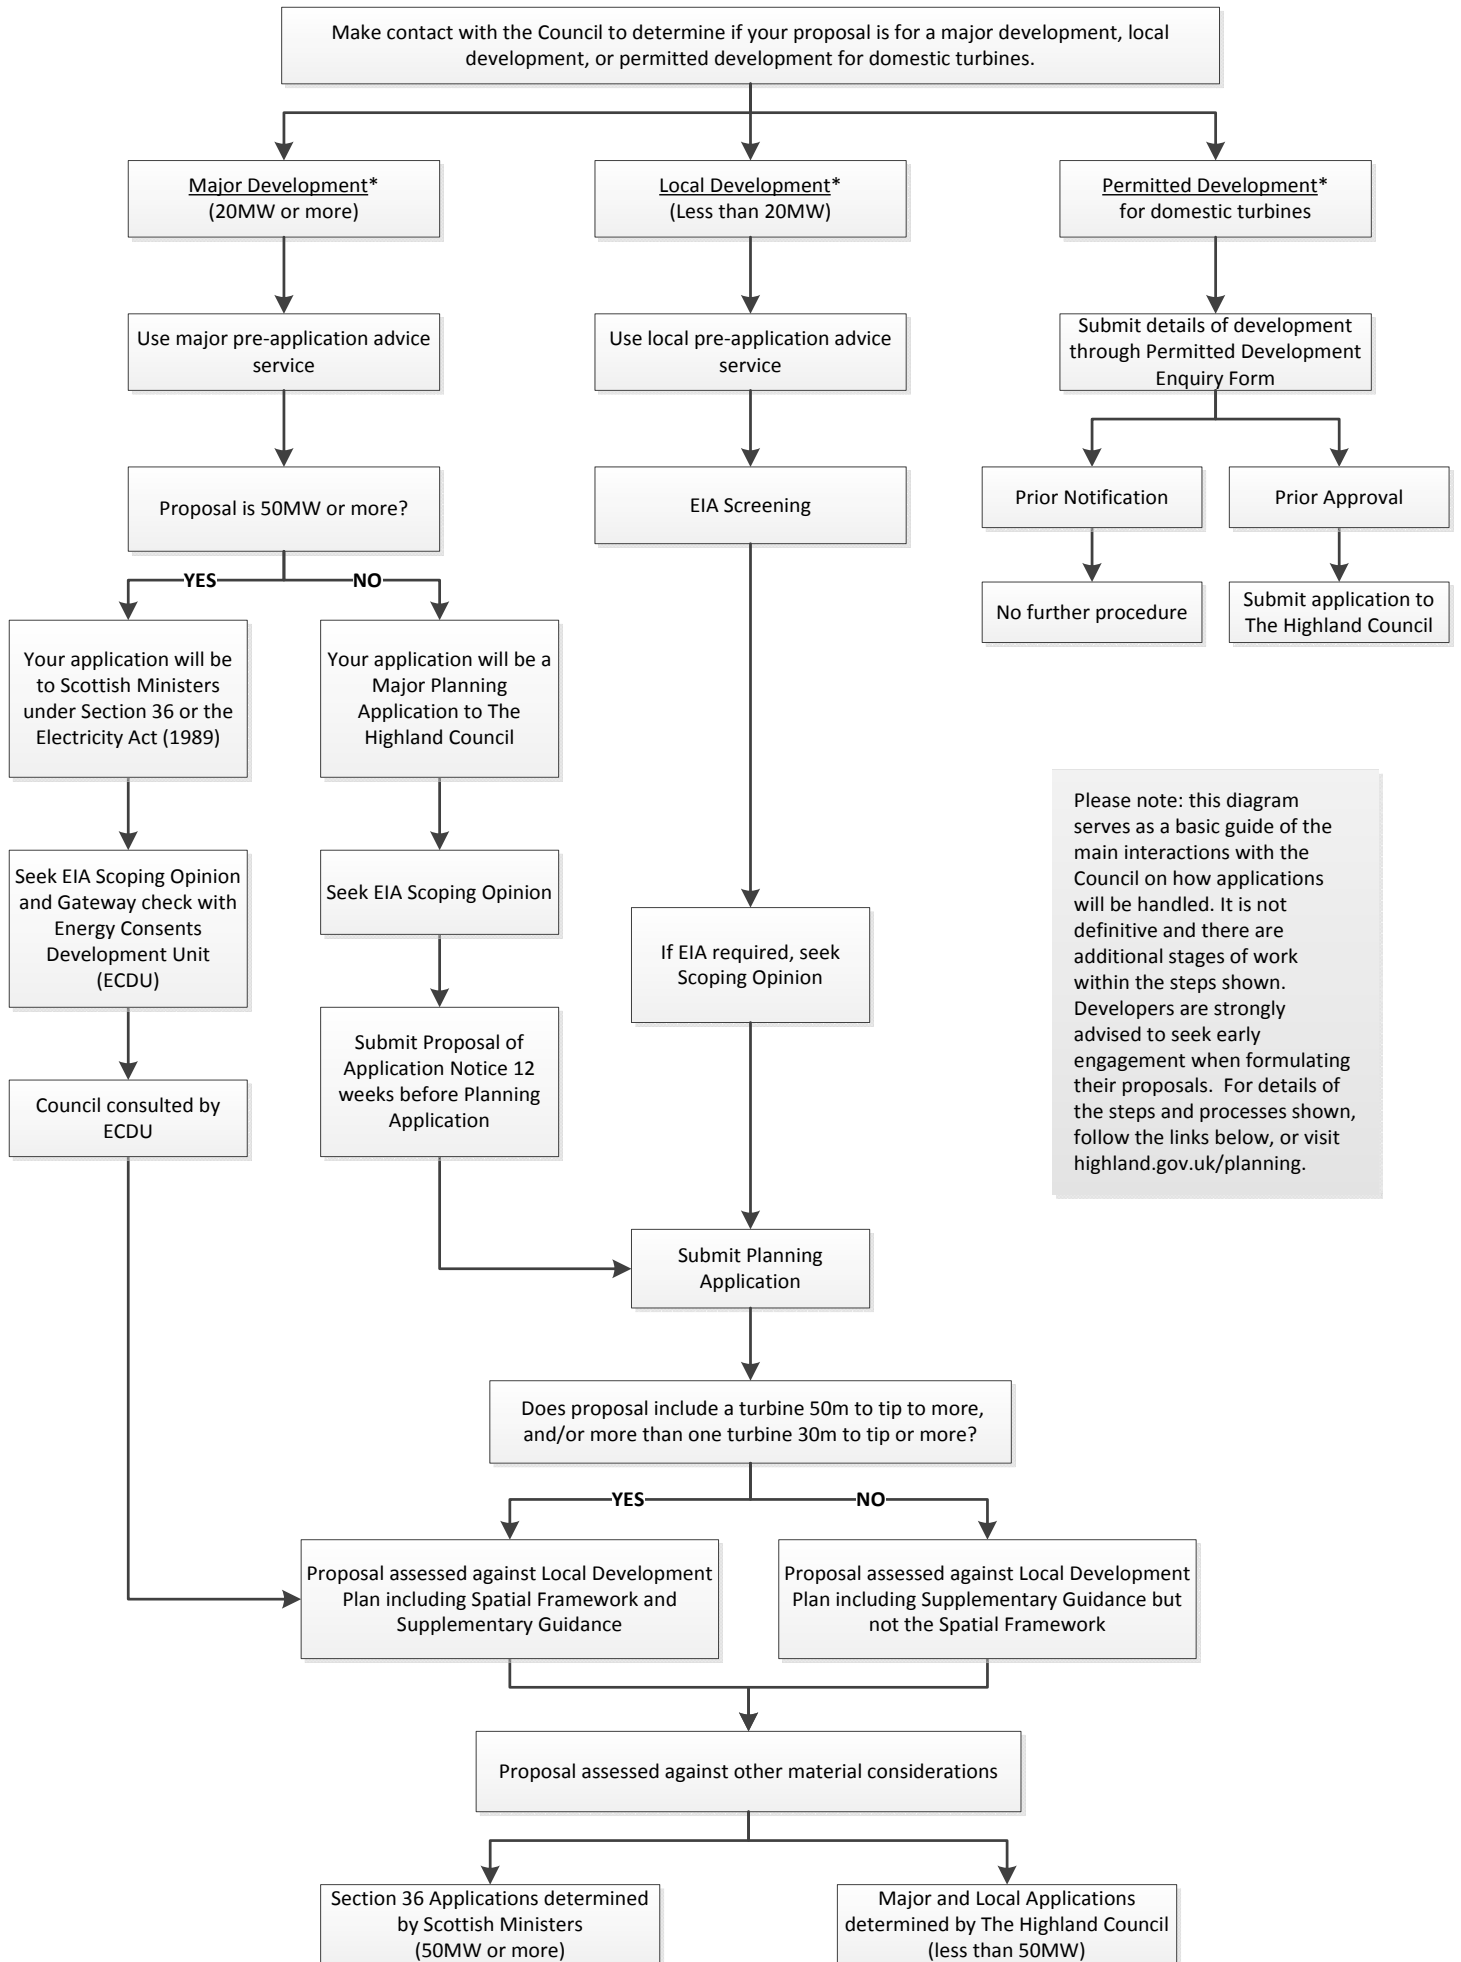 Make contact with the Council to determine if your proposal is for a major development, local
development, or permitted development for domestic turbines.
Major Development*
(20MW or more)
Local Development*
(Less than 20MW)
Permitted Development*
for domestic turbines
Use major pre-application advice
service
Use local pre-application advice
service
Submit details of development
through Permitted Development
Enquiry Form
Proposal is 50MW or more?
EIA Screening
Prior Notification
Prior Approval
YES
NO
No further procedure
Submit application to
The Highland Council
Your application will be
to Scottish Ministers
under Section 36 or the
Electricity Act (1989)
Your application will be a
Major Planning
Application to The
Highland Council
Seek EIA Scoping Opinion
and Gateway check with
Energy Consents
Development Unit
(ECDU)
Seek EIA Scoping Opinion
If EIA required, seek
Scoping Opinion
Please note: this diagram
serves as a basic guide of the
main interactions with the
Council on how applications
will be handled. It is not
definitive and there are
additional stages of work
within the steps shown.
Developers are strongly
advised to seek early
engagement when formulating
their proposals.  For details of
the steps and processes shown,
follow the links below, or visit
highland.gov.uk/planning.
Council consulted by
ECDU
Submit Proposal of
Application Notice 12
weeks before Planning
Application
Submit Planning
Application
Does proposal include a turbine 50m to tip to more,
and/or more than one turbine 30m to tip or more?
YES
NO
Proposal assessed against Local Development
Plan including Spatial Framework and
Supplementary Guidance
Proposal assessed against Local Development
Plan including Supplementary Guidance but
not the Spatial Framework
Proposal assessed against other material considerations
Section 36 Applications determined
by Scottish Ministers
(50MW or more)
Major and Local Applications
determined by The Highland Council
(less than 50MW)